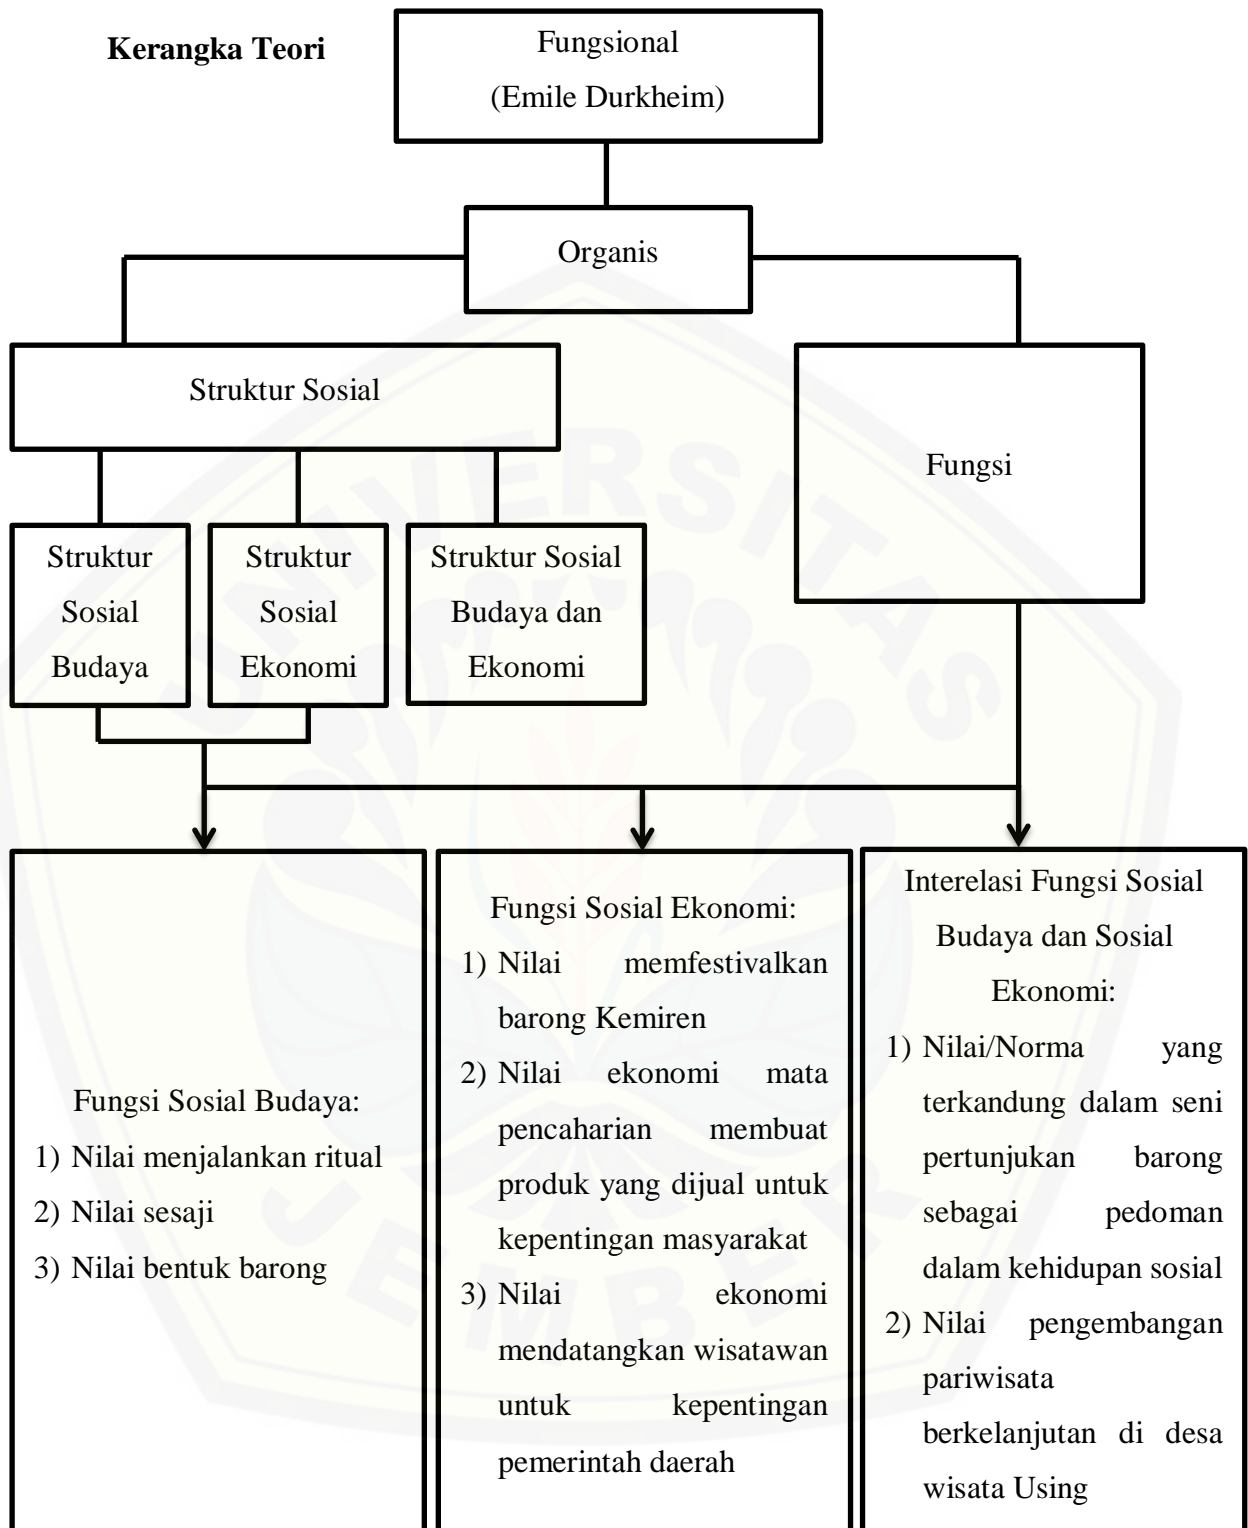 Kerangka Teori
Fungsional
(Emile Durkheim)
Organis
Struktur Sosial
Fungsi
Struktur
Sosial
Budaya
Struktur
Sosial
Ekonomi
Struktur Sosial
Budaya dan
Ekonomi
Fungsi Sosial Budaya:
1) Nilai menjalankan ritual
2) Nilai sesaji
3) Nilai bentuk barong
Fungsi Sosial Ekonomi:
1) Nilai memfestivalkan
barong Kemiren
2) Nilai ekonomi mata
pencaharian membuat
produk yang dijual untuk
kepentingan masyarakat
3) Nilai ekonomi
mendatangkan wisatawan
untuk kepentingan
pemerintah daerah
Interelasi Fungsi Sosial
Budaya dan Sosial
Ekonomi:
1) Nilai/Norma yang
terkandung dalam seni
pertunjukan barong
sebagai pedoman
dalam kehidupan sosial
2) Nilai pengembangan
pariwisata
berkelanjutan di desa
wisata Using
UNIVERSITAS
JEMBER